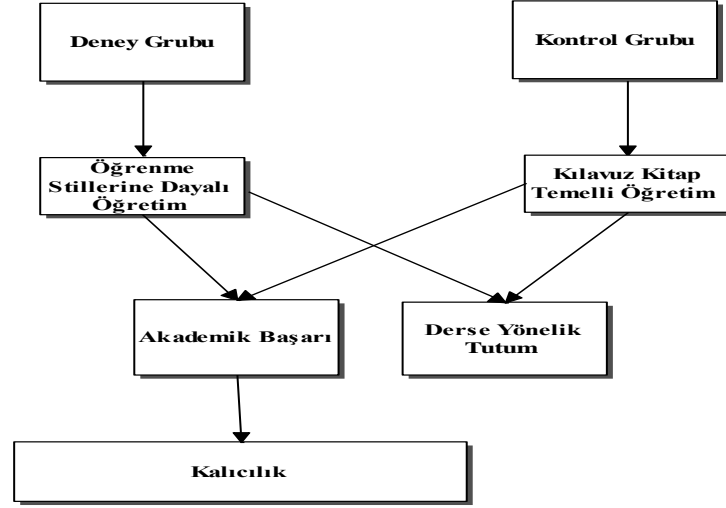 Deney Grubu
Kontrol Grubu
Öğrenme
Stillerine Dayalı
Öğretim
Kılavuz Kitap
Temelli Öğretim
Akademik Başarı
Derse Yönelik
Tutum
Kalıcılık